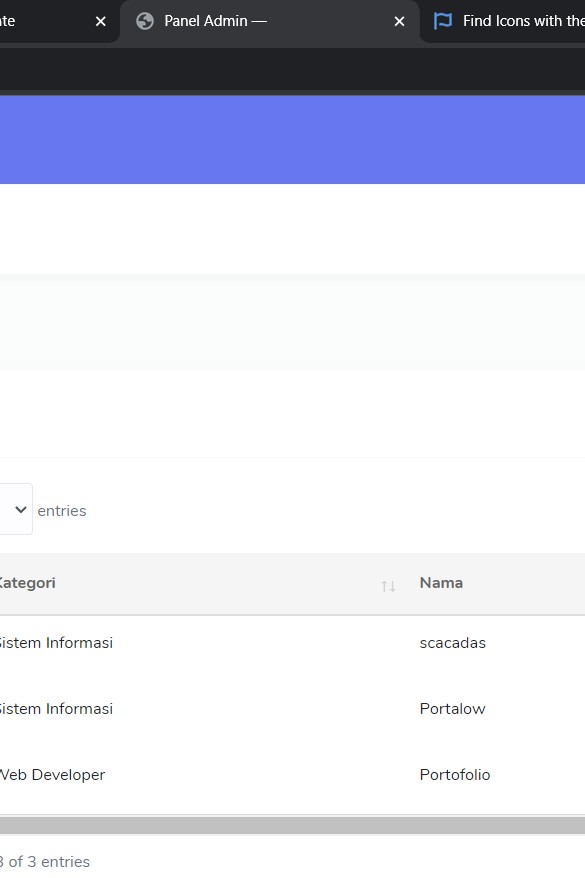 ate
Panel Admin —
Find Icons with the
entries
Kategori
Nama
Sistem Informasi
scacadas
Sistem Informasi
Portalow
Web Developer
Portofolio
3 of 3 entries